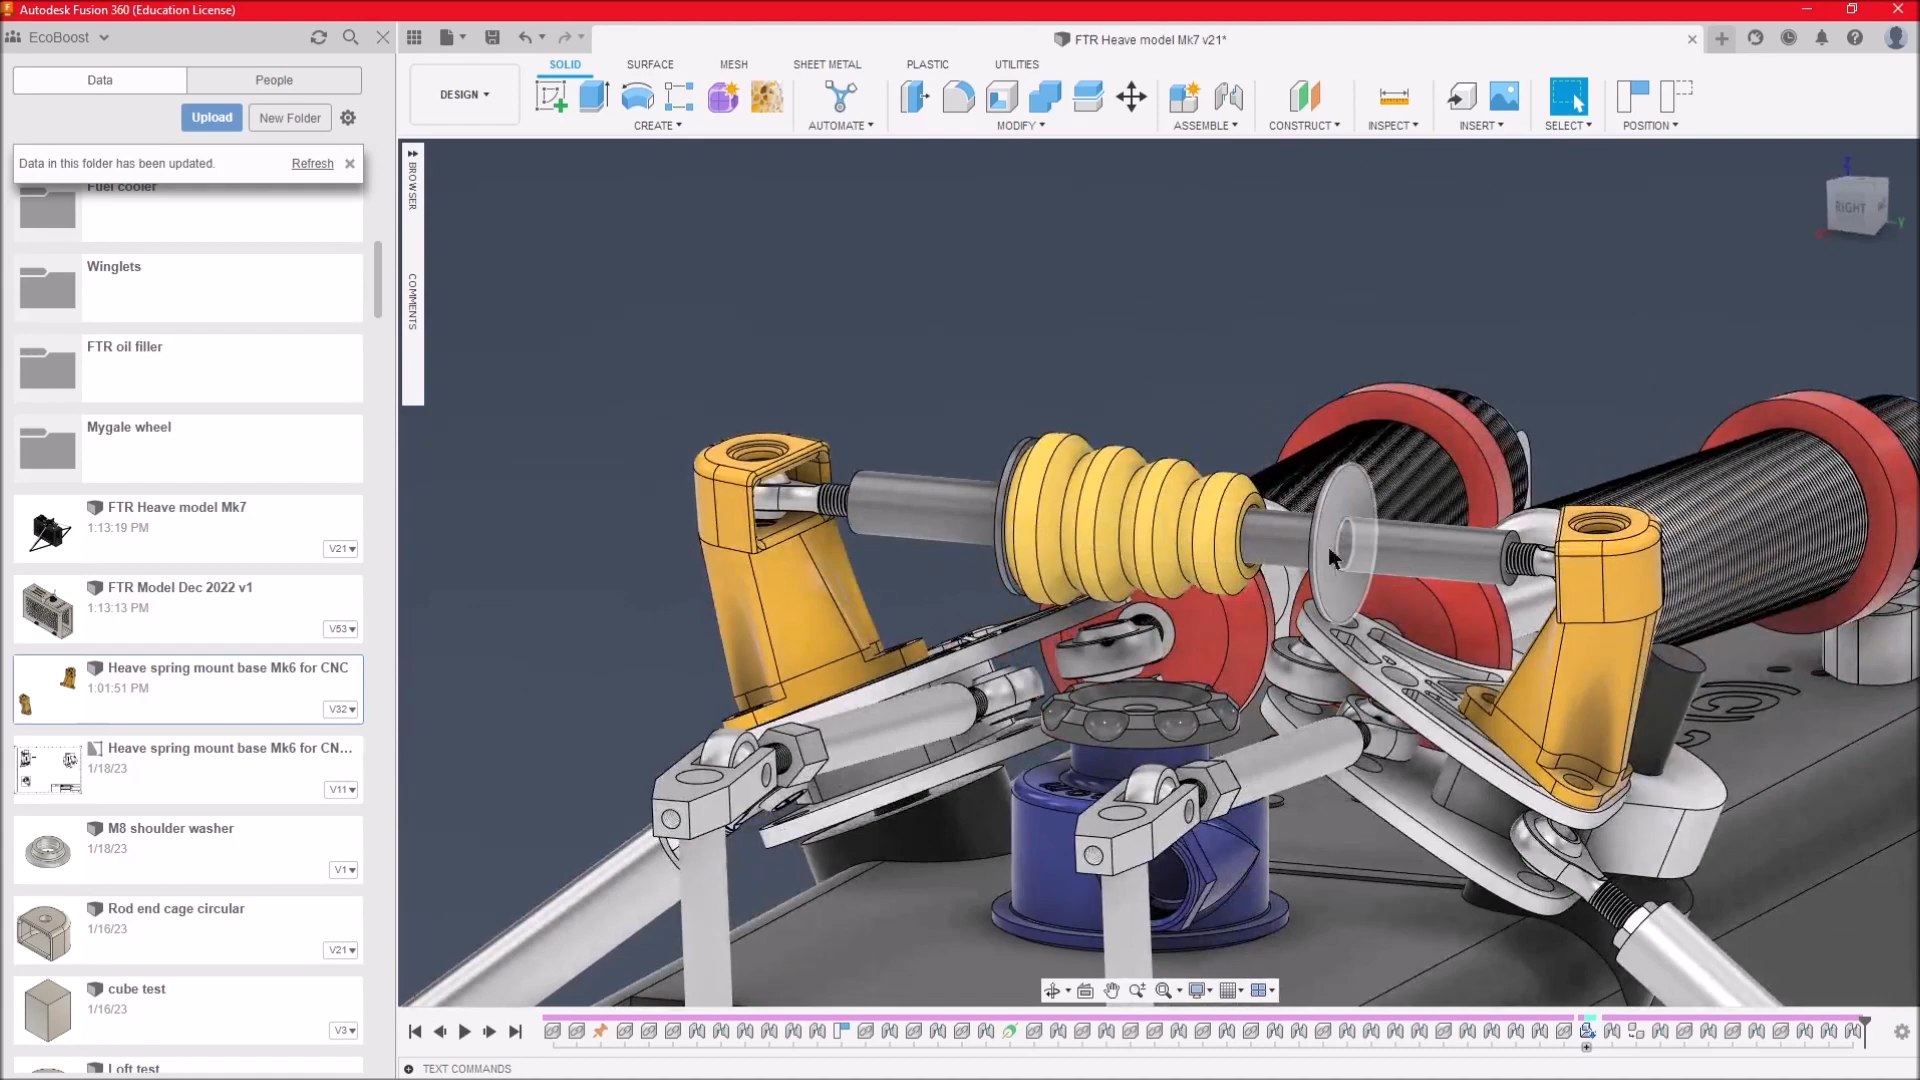 Autodesk Fusion 360 (Education License)
EcoBoost
FTR Heave model Mk7 v21*
Data
People
Upload
New Folder
Data in this folder has been updated.
Refresh
Fuel cooler
Winglets
FTR oil filler
Mygale wheel
FTR Heave model Mk7
1:13:19 PM
V21
FTR Model Dec 2022 v1
1:13:13 PM
V53
Heave spring mount base Mk6 for CNC
1:01:51 PM
V32
Heave spring mount base Mk6 for CN...
1/18/23
V11
M8 shoulder washer
1/18/23
V1
Rod end cage circular
1/16/23
V21
cube test
1/16/23
V3
Loft test
DESIGN
SOLID
SURFACE
MESH
SHEET METAL
PLASTIC
UTILITIES
CREATE
AUTOMATE
MODIFY
ASSEMBLE
CONSTRUCT
INSPECT
INSERT
SELECT
POSITION
BROWSER
COMMENTS
Z
RIGHT
Y
TEXT COMMANDS